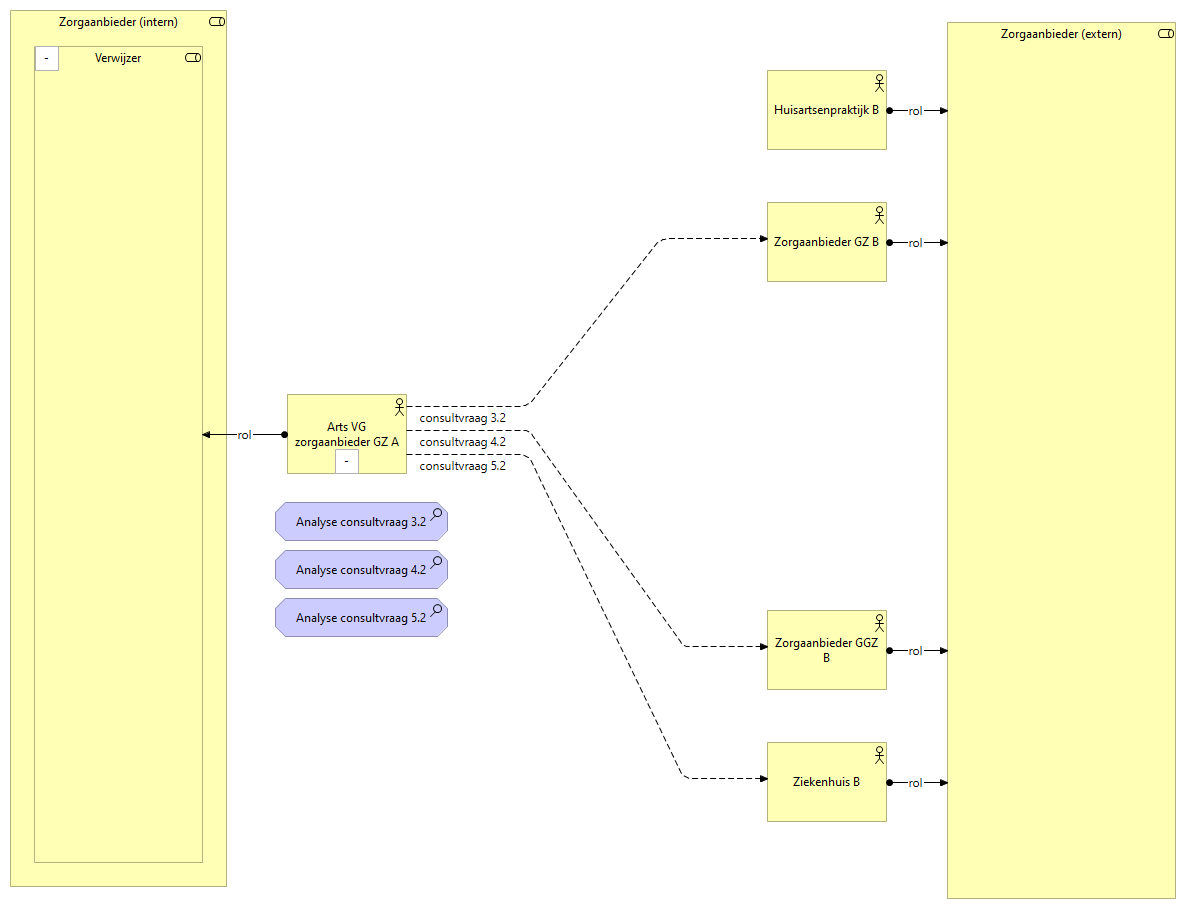 Zorgaanbieder (intern)
-
Verwijzer
Zorgaanbieder (extern)
Huisartsenpraktijk B
rol
Zorgaanbieder GZ B
rol
rol
Arts VG
zorgaanbieder GZ A
-
consultvraag 3.2
consultvraag 4.2
consultvraag 5.2
Analyse consultvraag 3.2
Analyse consultvraag 4.2
Analyse consultvraag 5.2
Zorgaanbieder GGZ
B
rol
Ziekenhuis B
rol